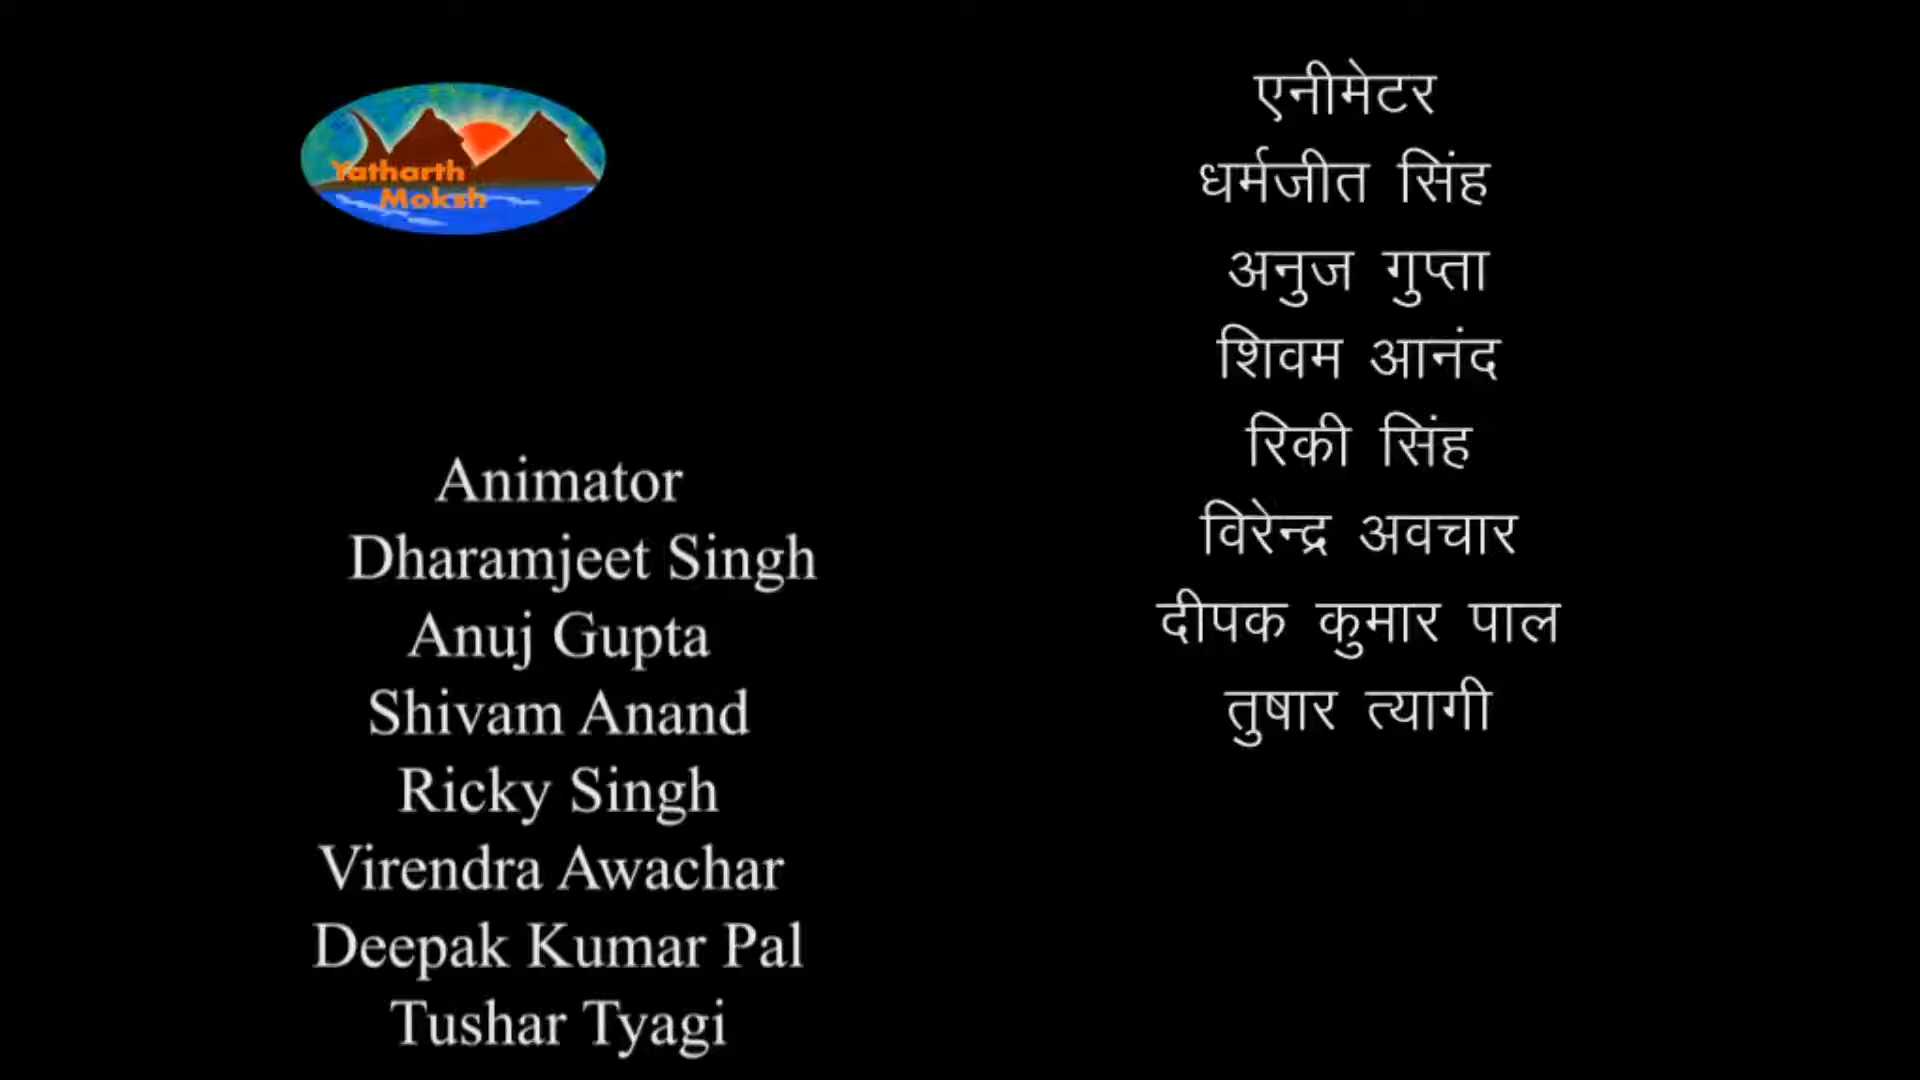 Yatharth
Moksh
Animator
Dharamjeet Singh
Anuj Gupta
Shivam Anand
Ricky Singh
Virendra Awachar
Deepak Kumar Pal
Tushar Tyagi
एनीमेटर
धर्मजीत सिंह
अनुज गुप्ता
शिवम आनंद
रिकी सिंह
विरेन्द्र अवचार
दीपक कुमार पाल
तुषार त्यागी